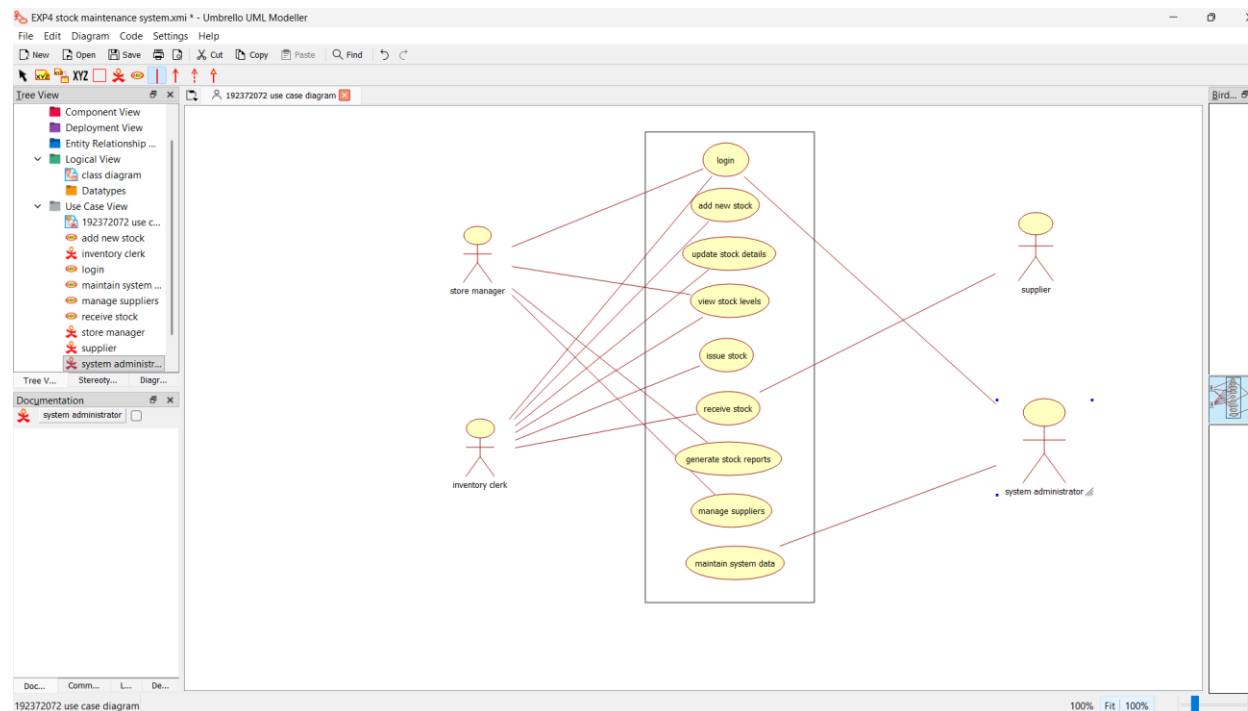 EXP4 stock maintenance system.xmi * - Umbrello UML Modeller
File Edit Diagram Code Settings Help
New Open Save Cut Copy Paste Find
XYZ XYZ
Tree View
192372072 use case diagram
Bird...
Component View
Deployment View
Entity Relationship ...
Logical View
class diagram
Datatypes
Use Case View
192372072 use c...
add new stock
inventory clerk
login
maintain system ...
manage suppliers
receive stock
store manager
supplier
system administr...
Tree V... Stereoty... Diagr...
Documentation
system administrator
login
add new stock
update stock details
view stock levels
issue stock
receive stock
generate stock reports
manage suppliers
maintain system data
store manager
inventory clerk
supplier
system administrator
Doc... Comm... L... De...
192372072 use case diagram
100% Fit 100%